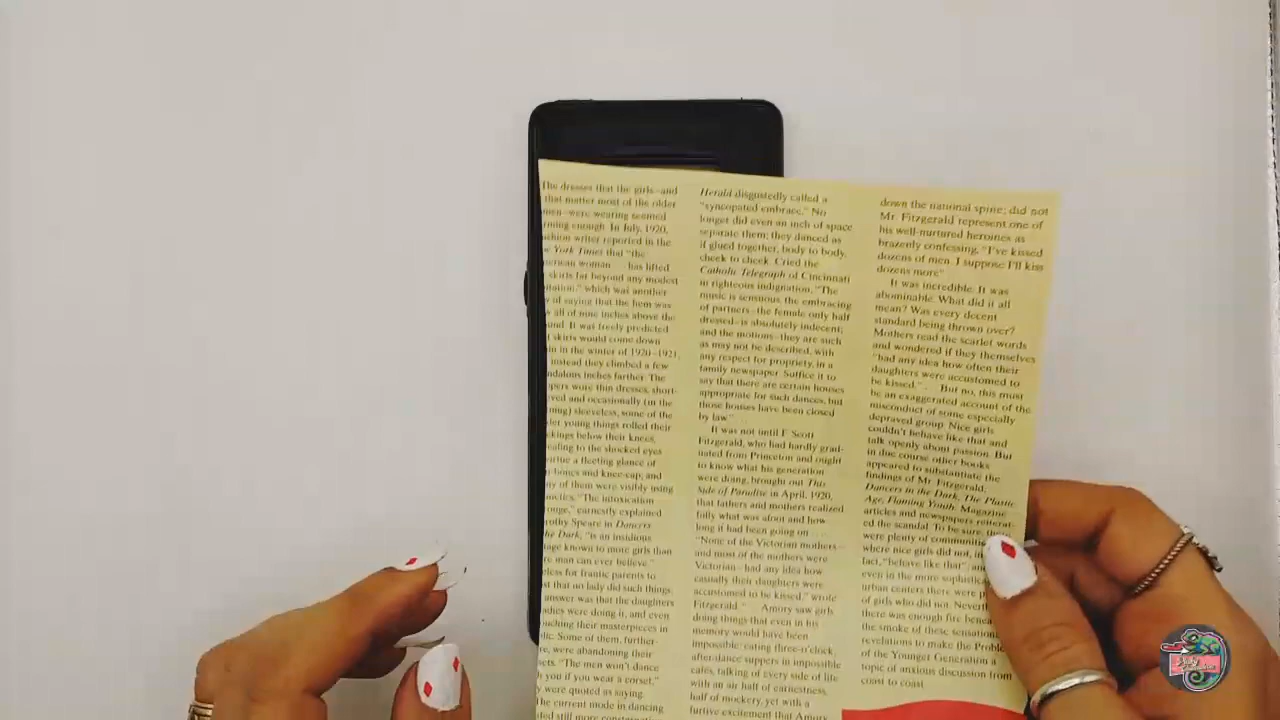 The dresses that the girls—and
that matter most of the older
men—were wearing seemed
rming enough. In July, 1920,
ashion writer reported in the
w York Times that "the
erican woman . . . has lifted
skirts far beyond any modest
itation," which was another
y of saying that the hem was
w all of nine inches above the
und. It was freely predicted
t skirts would come down
in in the winter of 1920–1921,
instead they climbed a few
ndalous inches farther. The
pers wore thin dresses, short-
ved and occasionally (in the
ning) sleeveless, some of the
der young things rolled their
kings below their knees,
ealing to the shocked eyes
virtue a fleeting glance of
bones and knee-cap; and
ny of them were visibly using
metics. "The intoxication
ouge," earnestly explained
rothy Speare in Dancers
the Dark, "is an insidious
tage known to more girls than
re man can ever believe."
eless for frantic parents to
st that no lady did such things;
answer was that the daughters
adies were doing it, and even
uching their masterpieces in
lic. Some of them, further
e, were abandoning their
sets. "The men won't dance
h you if you wear a corset,"
y were quoted as saying.
The current mode in dancing
ded still more consternation
Herald disgustedly called a
"syncopated embrace." No
longer did even an inch of space
separate them; they danced as
if glued together, body to body,
cheek to cheek. Cried the
Catholic Telegraph of Cincinnati
in righteous indignation, "The
music is sensuous, the embracing
of partners—the female only half
dressed—is absolutely indecent;
and the motions—they are such
as may not be described, with
any respect for propriety, in a
family newspaper. Suffice it to
say that there are certain houses
appropriate for such dances, but
those houses have been closed
by law."
It was not until F. Scott
Fitzgerald, who had hardly grad-
uated from Princeton and ought
to know what his generation
were doing, brought out This
Side of Paradise in April, 1920,
that fathers and mothers realized
fully what was afoot and how
long it had been going on . . .
"None of the Victorian mothers—
and most of the mothers were
Victorian—had any idea how
casually their daughters were
accustomed to be kissed," wrote
Fitzgerald." . . . Amory saw girls
doing things that even in his
memory would have been
impossible: eating three-o'clock,
after-dance suppers in impossible
cafés, talking of every side of life
with an air half of earnestness,
half of mockery, yet with a
furtive excitement that Amory
down the national spine; did not
Mr. Fitzgerald represent one of
his well-nurtured heroines as
brazenly confessing, "I've kissed
dozens of men. I suppose I'll kiss
dozens more"
It was incredible. It was
abominable. What did it all
mean? Was every decent
standard being thrown over?
Mothers read the scarlet words
and wondered if they themselves
"had any idea how often their
daughters were accustomed to
be kissed." . . . But no, this must
be an exaggerated account of the
misconduct of some especially
depraved group. Nice girls
couldn't behave like that and
talk openly about passion. But
in due course other books
appeared to substantiate the
findings of Mr. Fitzgerald:
Dancers in the Dark, The Plastic
Age, Flaming Youth. Magazine
articles and newspapers reiterat-
ed the scandal. To be sure, there
were plenty of communities
where nice girls did not, in
fact, "behave like that"; and
even in the more sophistica
urban centers there were p
of girls who did not. Neverth
there was enough fire benea
the smoke of these sensational
revelations to make the Proble
of the Younger Generation a
topic of anxious discussion from
coast to coast.